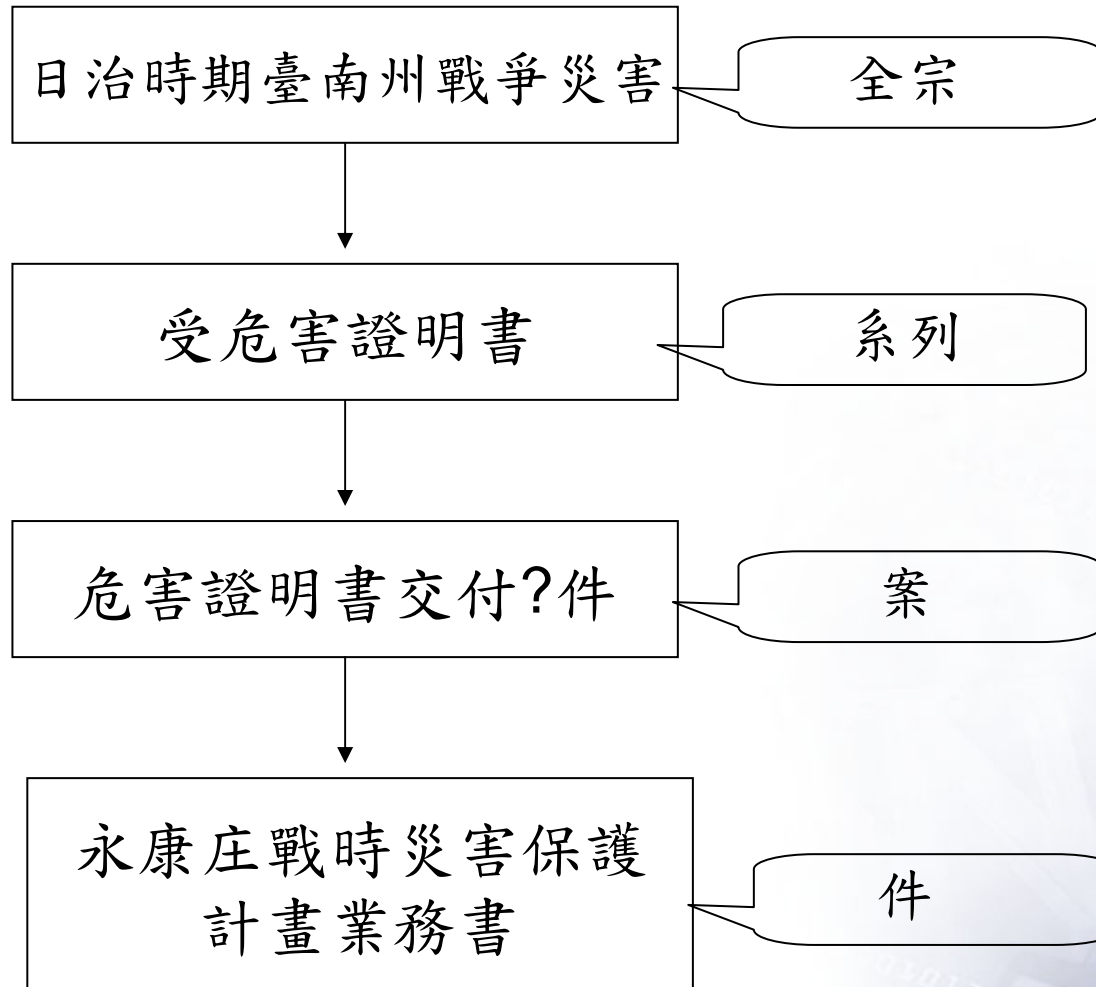 日治時期臺南州戰爭災害
全宗
受危害證明書
系列
危害證明書交付?件
案
永康庄戰時災害保護
計畫業務書
件